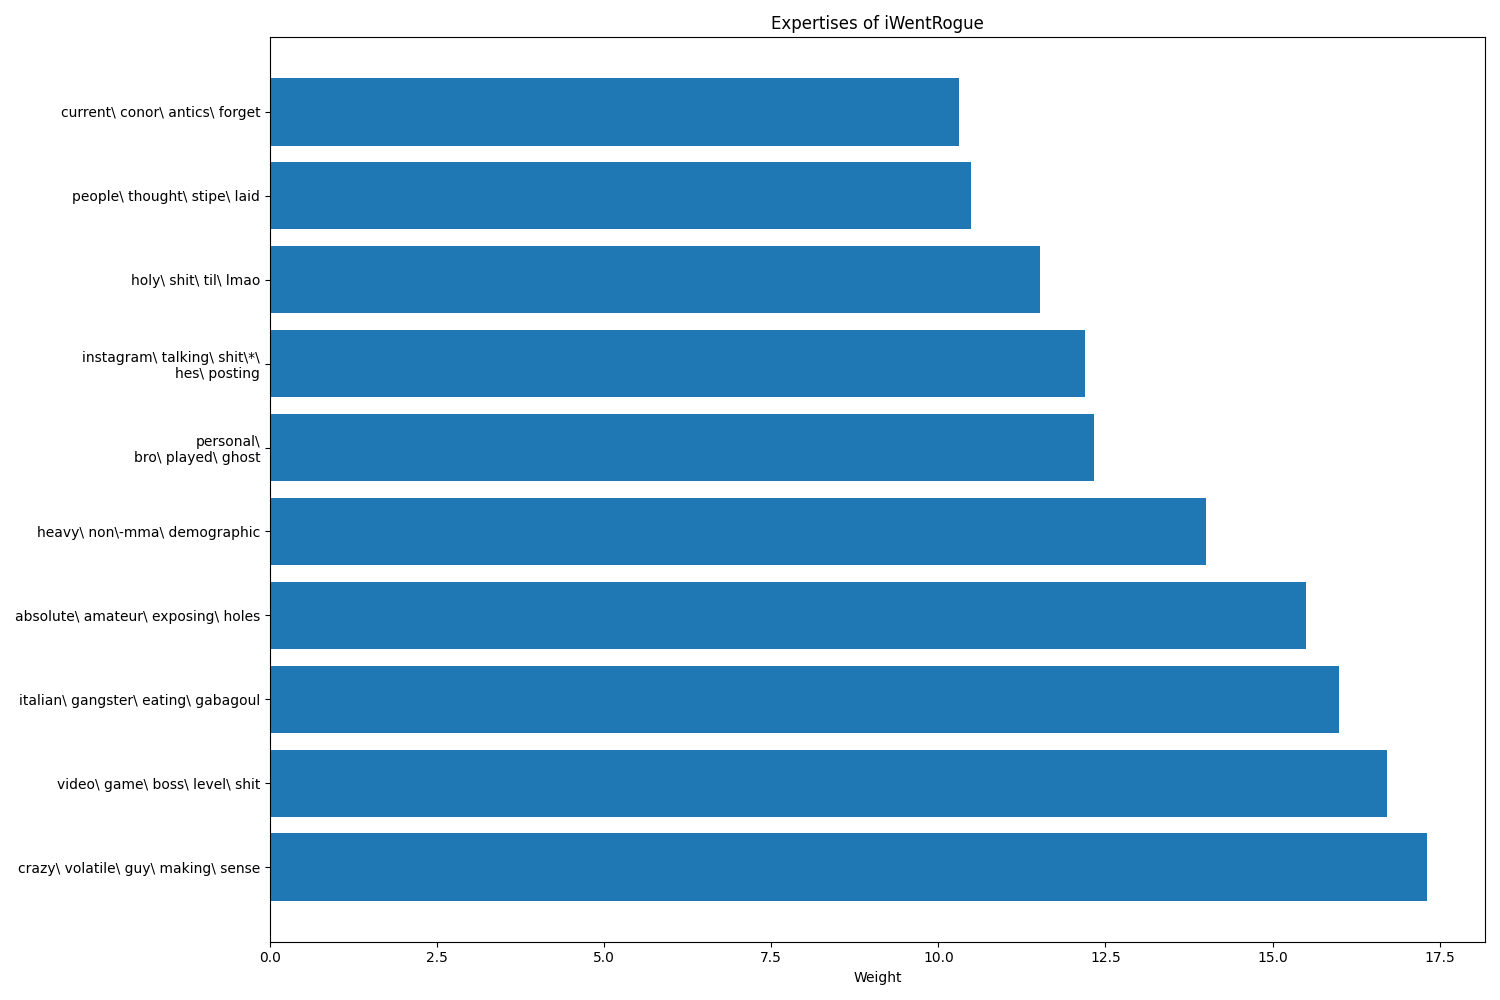 Expertises of iWentRogue
current\ conor\ antics\ forget
people\ thought\ stipe\ laid
holy\ shit\ til\ lmao
instagram\ talking\ shit\*\
hes\ posting
personal\
bro\ played\ ghost
heavy\ non\-mma\ demographic
absolute\ amateur\ exposing\ holes
italian\ gangster\ eating\ gabagoul
video\ game\ boss\ level\ shit
crazy\ volatile\ guy\ making\ sense
0.0 2.5 5.0 7.5 10.0 12.5 15.0 17.5
Weight